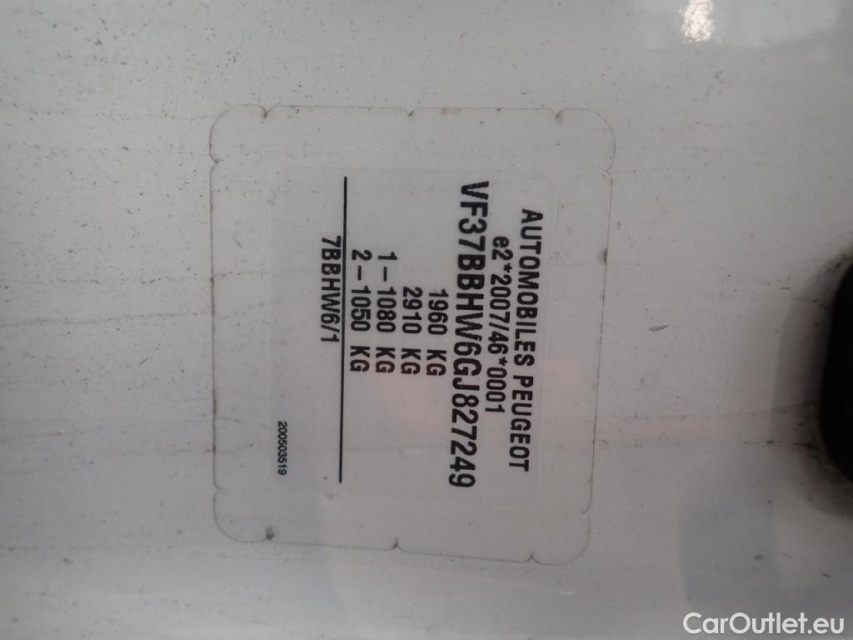 AUTOMOBILES PEUGEOT
e2*2007/46*0001
VF37BBHW6GJ827249
1960 KG
2910 KG
1 – 1080 KG
2 – 1050 KG
7BBHW6/1
200503519
CarOutlet.eu